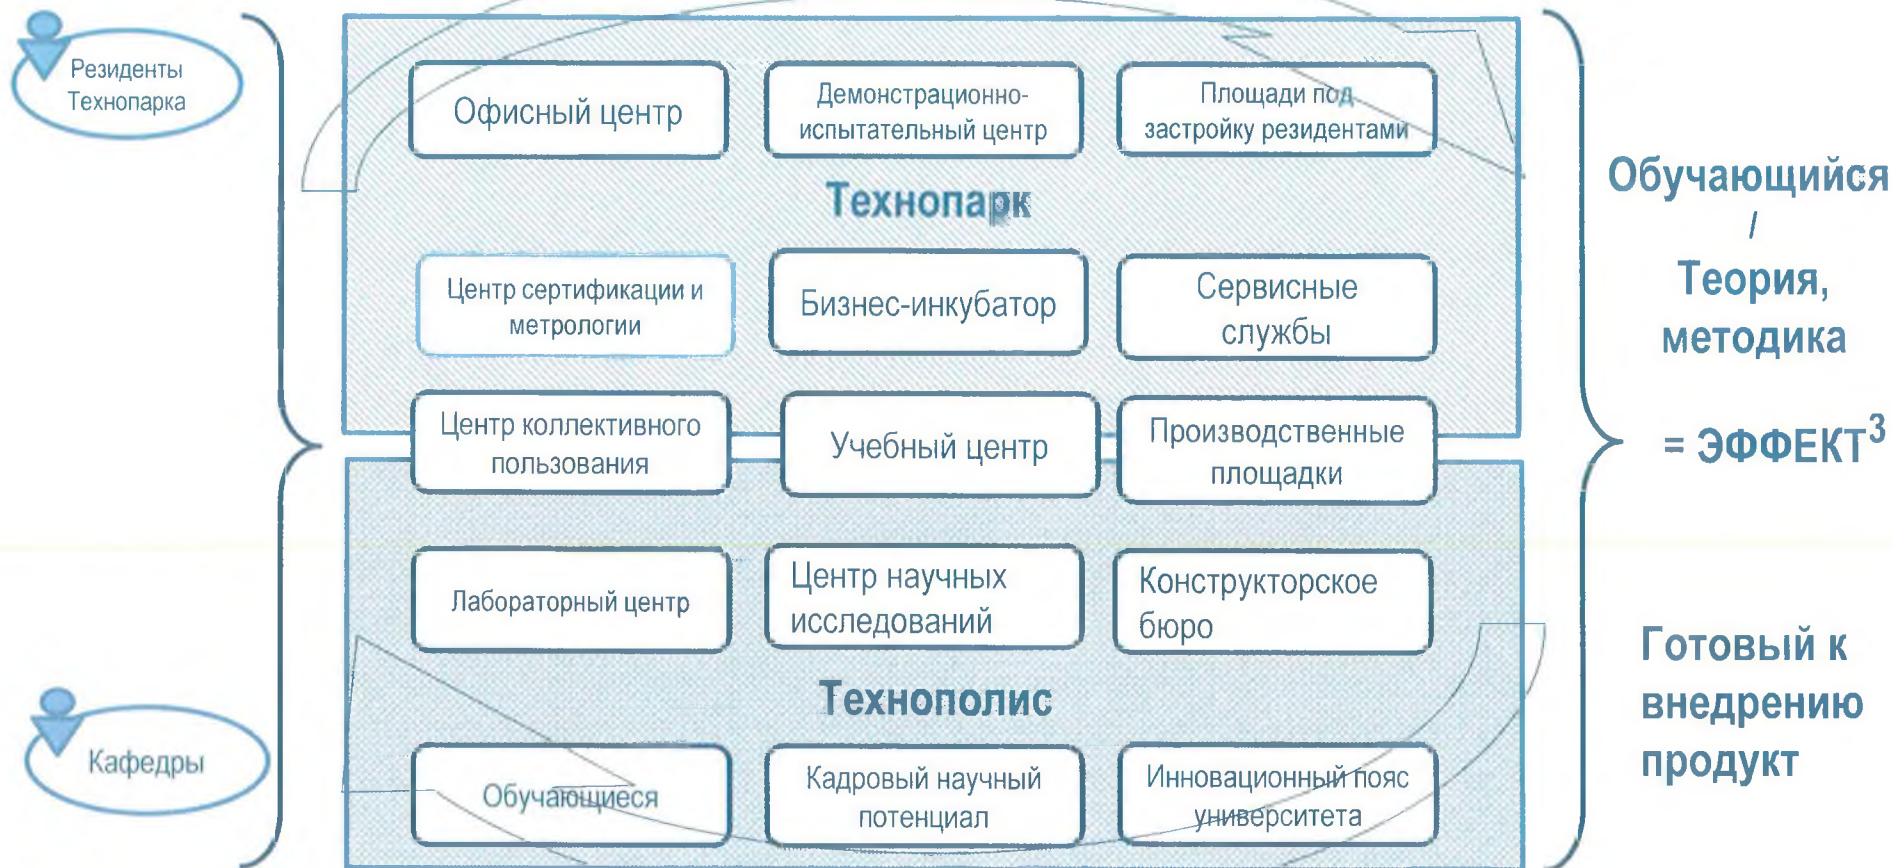 Резиденты
Технопарка
Офисный центр
Демонстрационно-
испытательный центр
Площади под
застройку резидентами
Технопарк
Центр сертификации и
метрологии
Бизнес-инкубатор
Сервисные
службы
Центр коллективного
пользования
Учебный центр
Производственные
площадки
Лабораторный центр
Центр научных
исследований
Конструкторское
бюро
Технополис
Кафедры
Обучающиеся
Кадровый научный
потенциал
Инновационный пояс
университета
Обучающийся
/
Теория,
методика
= ЭФФЕКТ³
Готовый к
внедрению
продукт